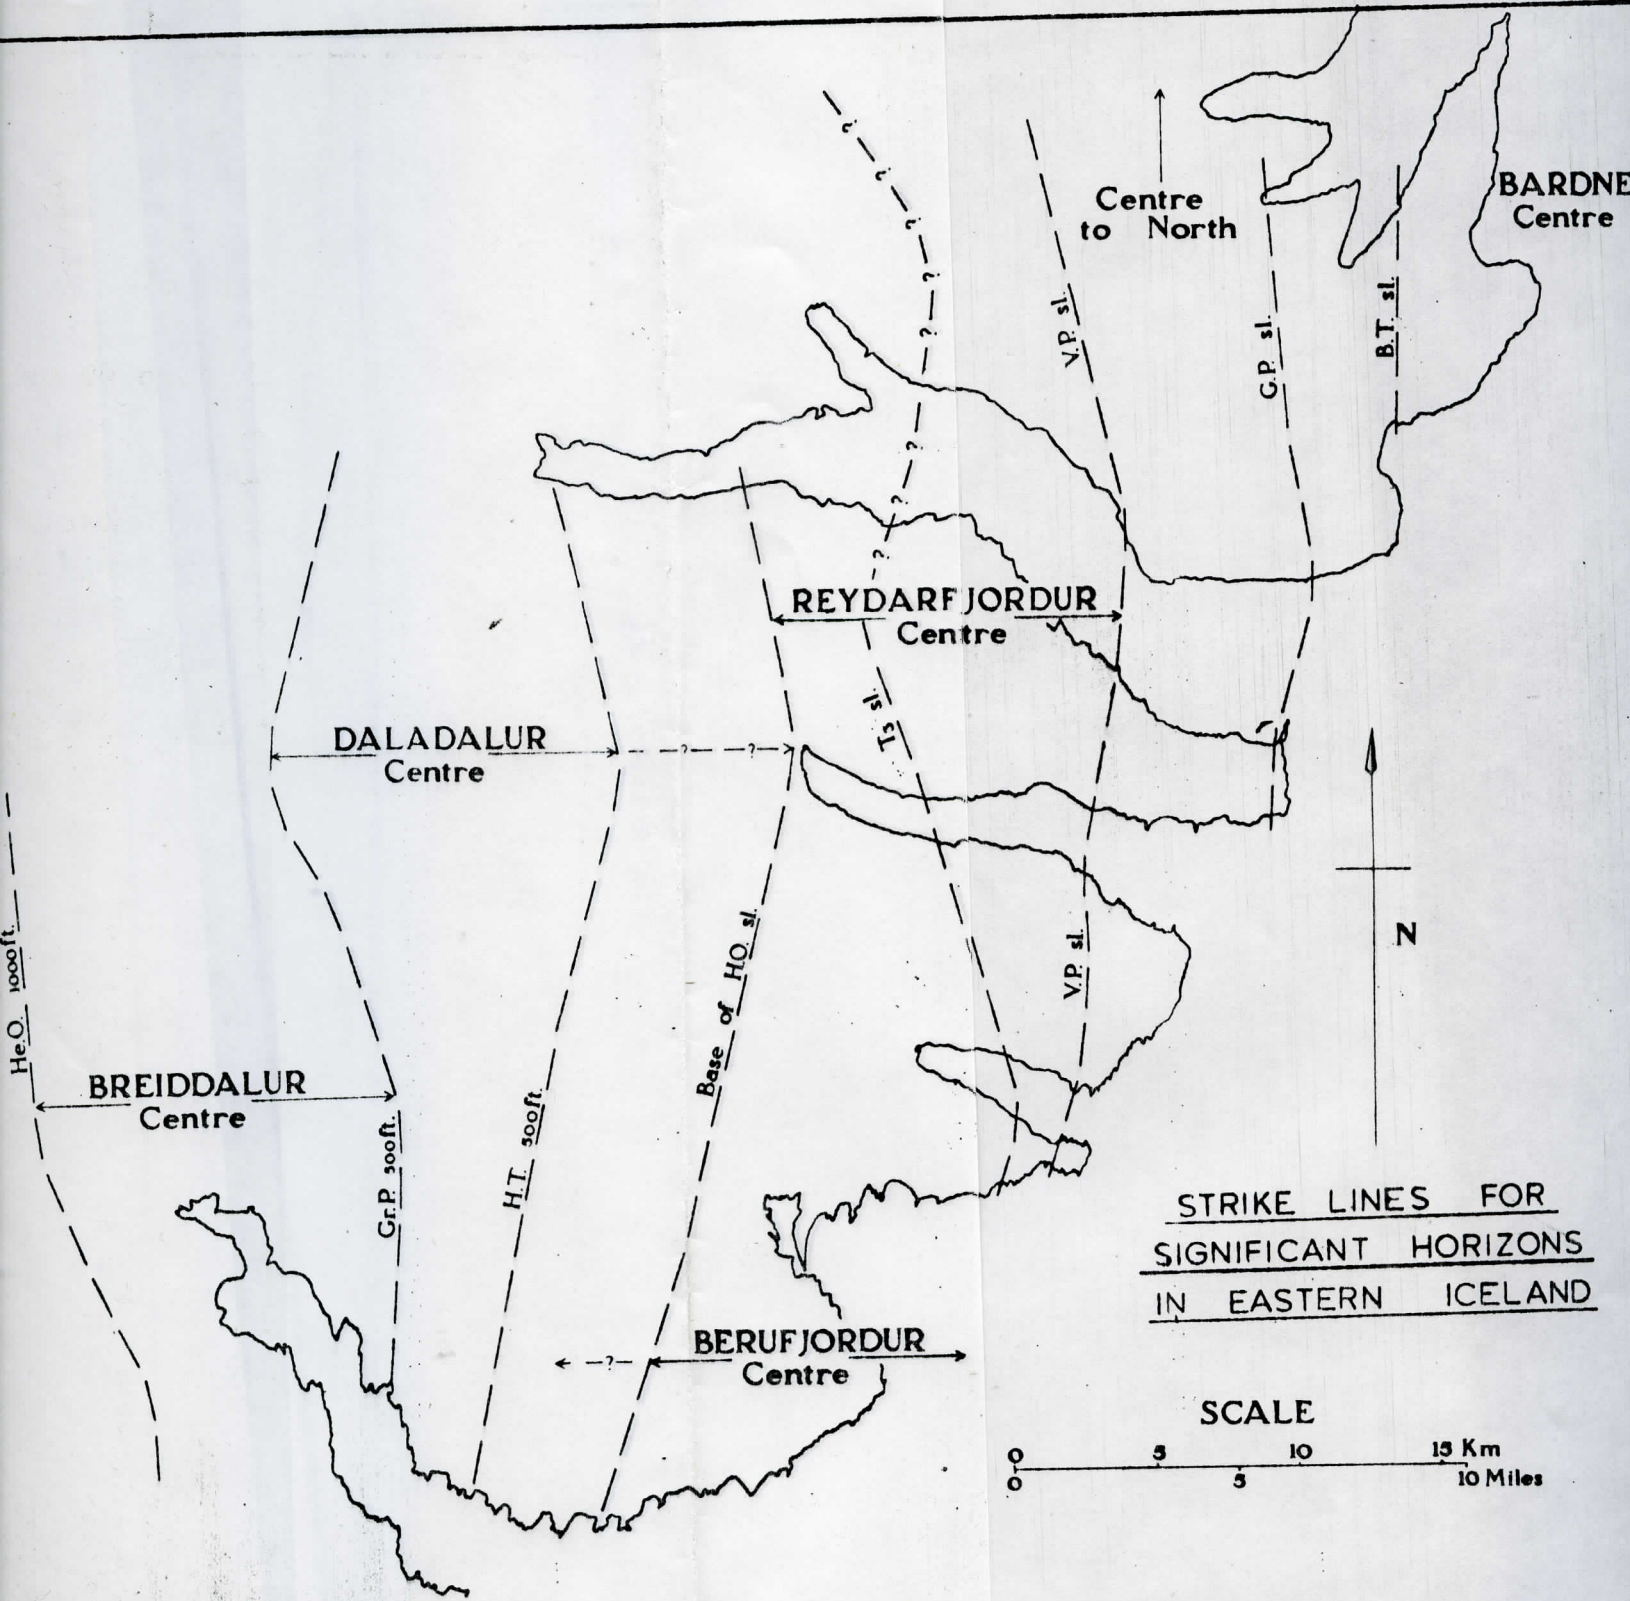 BARDNE
Centre
Centre
to North
?
?
?
?
?
?
?
?
V.P. sl.
G.P. sl.
B.T. sl.
REYDARFJORDUR
Centre
Ts sl.
DALADALUR
Centre
? ?
He.O. 1000ft.
Base of H.O. sl.
V.P. sl.
N
BREIDDALUR
Centre
Gr.P. 500ft.
H.T. 500ft.
STRIKE LINES FOR
SIGNIFICANT HORIZONS
IN EASTERN ICELAND
BERUFJORDUR
Centre
?
SCALE
0 5 10 15 Km
0 5 10 Miles